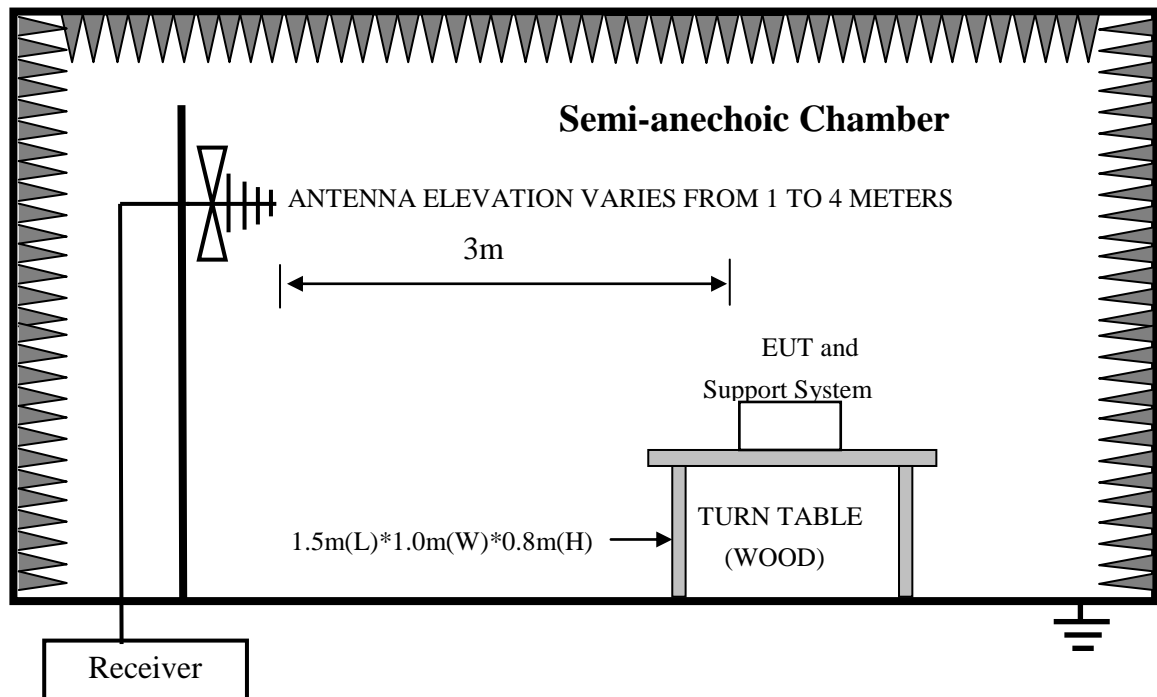 Semi-anechoic Chamber
ANTENNA ELEVATION VARIES FROM 1 TO 4 METERS
3m
EUT and
Support System
1.5m(L)*1.0m(W)*0.8m(H)
TURN TABLE
(WOOD)
Receiver